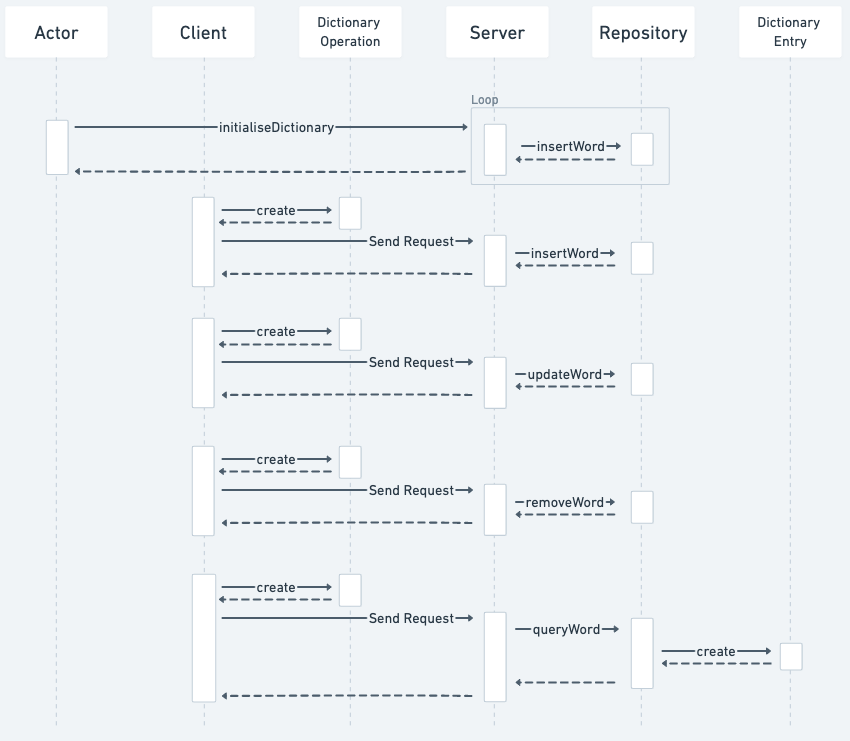 Actor
Client
Dictionary
Operation
Server
Repository
Dictionary
Entry
Loop
initialiseDictionary
insertWord
create
Send Request
insertWord
create
Send Request
updateWord
create
Send Request
removeWord
create
Send Request
queryWord
create